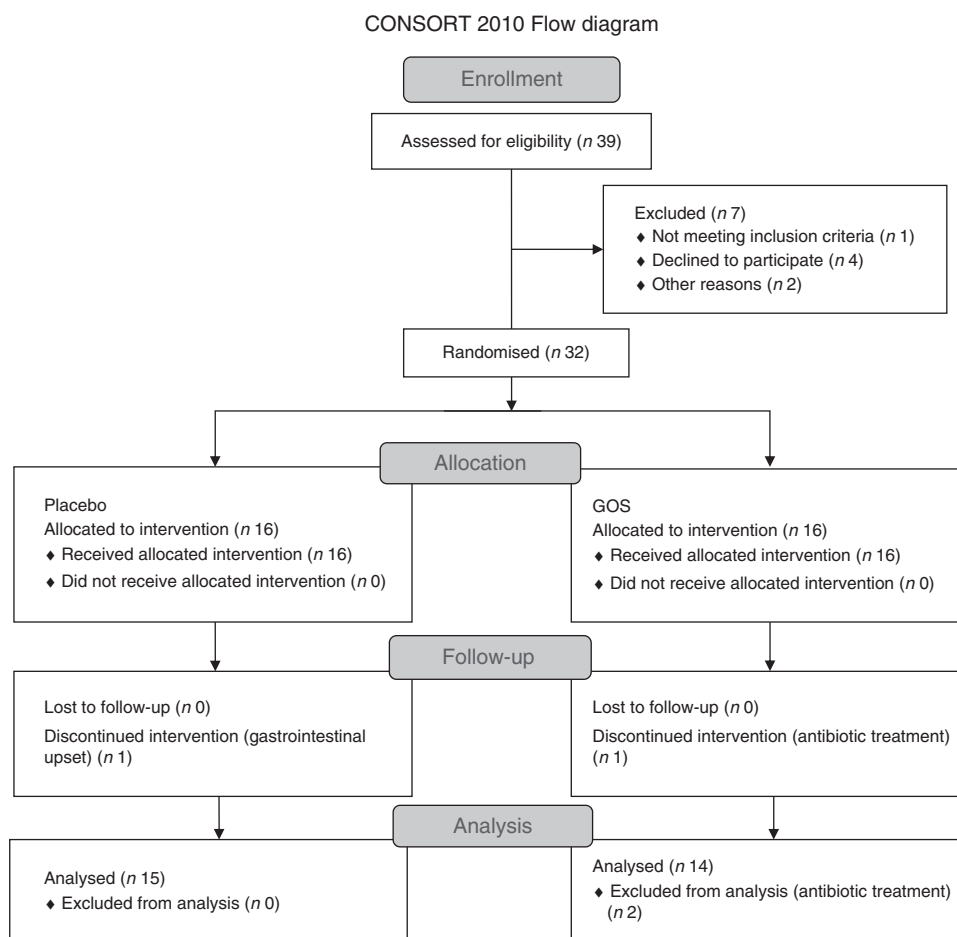 CONSORT 2010 Flow diagram
Enrollment
Assessed for eligibility (n 39)
Excluded (n 7)
♦ Not meeting inclusion criteria (n 1)
♦ Declined to participate (n 4)
♦ Other reasons (n 2)
Randomised (n 32)
Allocation
Placebo
Allocated to intervention (n 16)
♦ Received allocated intervention (n 16)
♦ Did not receive allocated intervention (n 0)
GOS
Allocated to intervention (n 16)
♦ Received allocated intervention (n 16)
♦ Did not receive allocated intervention (n 0)
Follow-up
Lost to follow-up (n 0)
Discontinued intervention (gastrointestinal
upset) (n 1)
Lost to follow-up (n 0)
Discontinued intervention (antibiotic treatment)
(n 1)
Analysis
Analysed (n 15)
♦ Excluded from analysis (n 0)
Analysed (n 14)
♦ Excluded from analysis (antibiotic treatment)
(n 2)